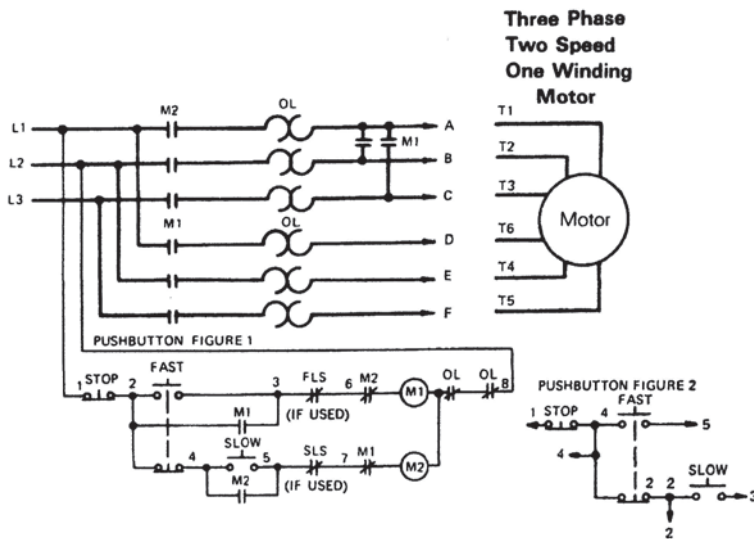 Three Phase
Two Speed
One Winding
Motor
M2
OL
L1
A
T1
M1
L2
B
T2
L3
C
T3
M1
OL
Motor
D
T6
E
T4
F
T5
PUSHBUTTON FIGURE 1
FAST
1 STOP 2
3 FLS 6 M2
M1
OL OL 8
(IF USED)
M1
SLOW
4 5
SLS 7 M1
M2
M2
(IF USED)
PUSHBUTTON FIGURE 2
FAST
1 STOP 4
5
4
2 2 SLOW
3
2